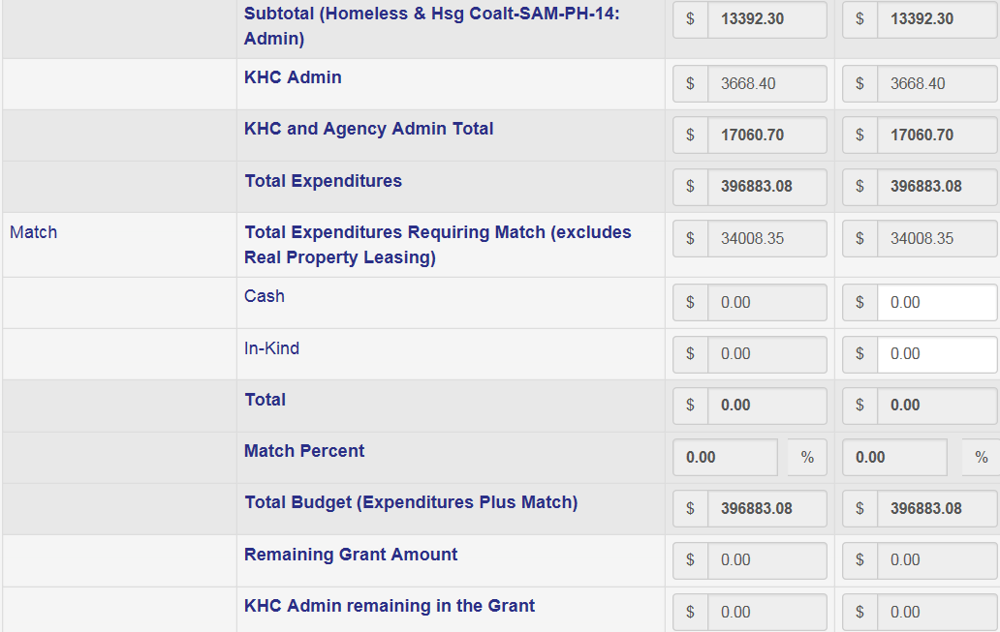 Subtotal (Homeless & Hsg Coalt-SAM-PH-14: $ 13392.30 $ 13392.30
Admin)
KHC Admin $ 3668.40 $ 3668.40
KHC and Agency Admin Total $ 17060.70 $ 17060.70
Total Expenditures $ 396883.08 $ 396883.08
Match Total Expenditures Requiring Match (excludes $ 34008.35 $ 34008.35
Real Property Leasing)
Cash $ 0.00 $ 0.00
In-Kind $ 0.00 $ 0.00
Total $ 0.00 $ 0.00
Match Percent 0.00 % 0.00 %
Total Budget (Expenditures Plus Match) $ 396883.08 $ 396883.08
Remaining Grant Amount $ 0.00 $ 0.00
KHC Admin remaining in the Grant $ 0.00 $ 0.00